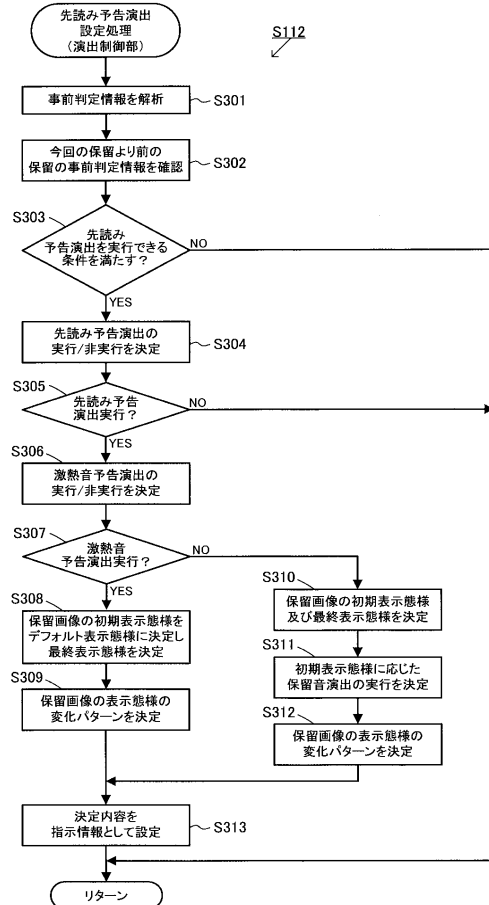 先読み予告演出
設定処理
(演出制御部)
S112
事前判定情報を解析
S301
今回の保留より前の
保留の事前判定情報を確認
S302
S303
先読み
予告演出を実行できる
条件を満たす?
NO
YES
先読み予告演出の
実行/非実行を決定
S304
S305
先読み予告
演出実行?
NO
YES
S306
激熱音予告演出の
実行/非実行を決定
S307
激熱音
予告演出実行?
NO
YES
S308
保留画像の初期表示態様を
デフォルト表示態様に決定し
最終表示態様を決定
S309
保留画像の表示態様の
変化パターンを決定
S310
保留画像の初期表示態様
及び最終表示態様を決定
S311
初期表示態様に応じた
保留音演出の実行を決定
S312
保留画像の表示態様の
変化パターンを決定
決定内容を
指示情報として設定
S313
リターン